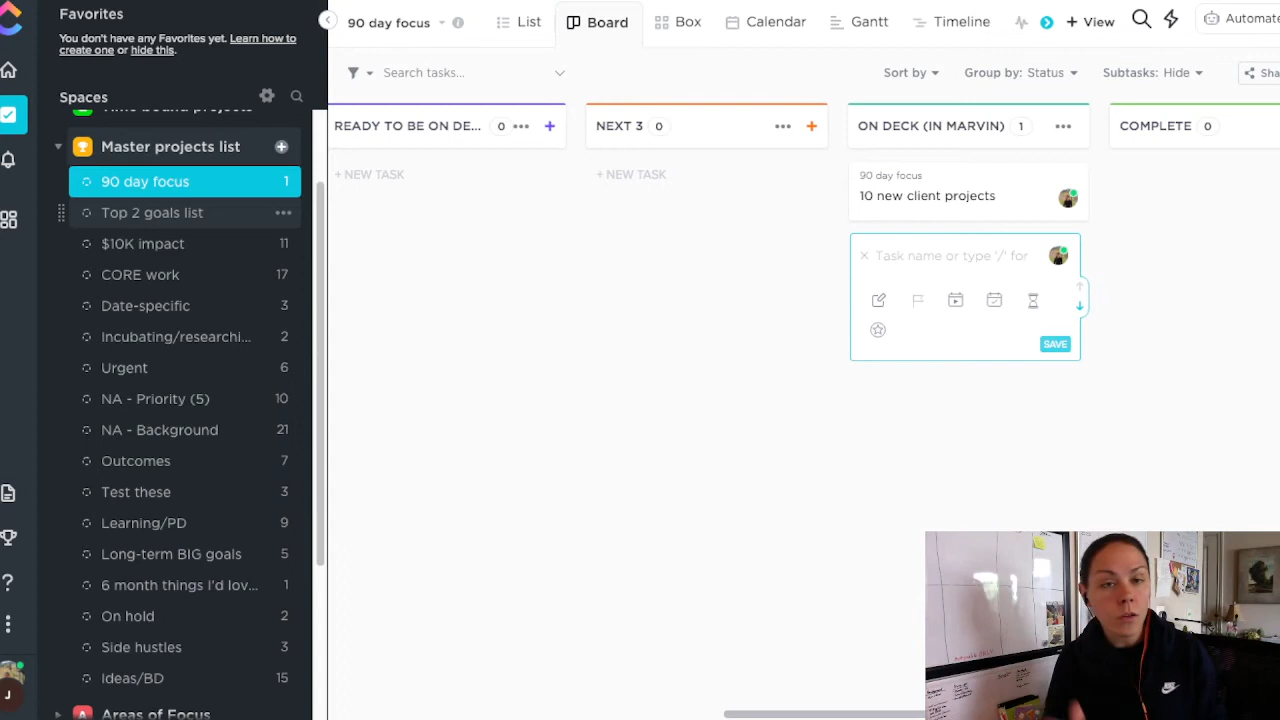 Favorites
You don't have any Favorites yet. Learn how to
create one or hide this.
Spaces
Time bound projects
Master projects list
90 day focus 1
Top 2 goals list
$10K impact 11
CORE work 17
Date-specific 3
Incubating/researchi... 2
Urgent 6
NA - Priority (5) 10
NA - Background 21
Outcomes 7
Test these 3
Learning/PD 9
Long-term BIG goals 5
6 month things I'd lov... 1
On hold 2
Side hustles 3
Ideas/BD 15
Areas of Focus
J
90 day focus
List
Board
Box
Calendar
Gantt
Timeline
+ View
Automate
Search tasks...
Sort by
Group by: Status
Subtasks: Hide
Sha
READY TO BE ON DE... 0
+ NEW TASK
NEXT 3 0
+ NEW TASK
ON DECK (IN MARVIN) 1
90 day focus
10 new client projects
Task name or type '/' for
SAVE
COMPLETE 0